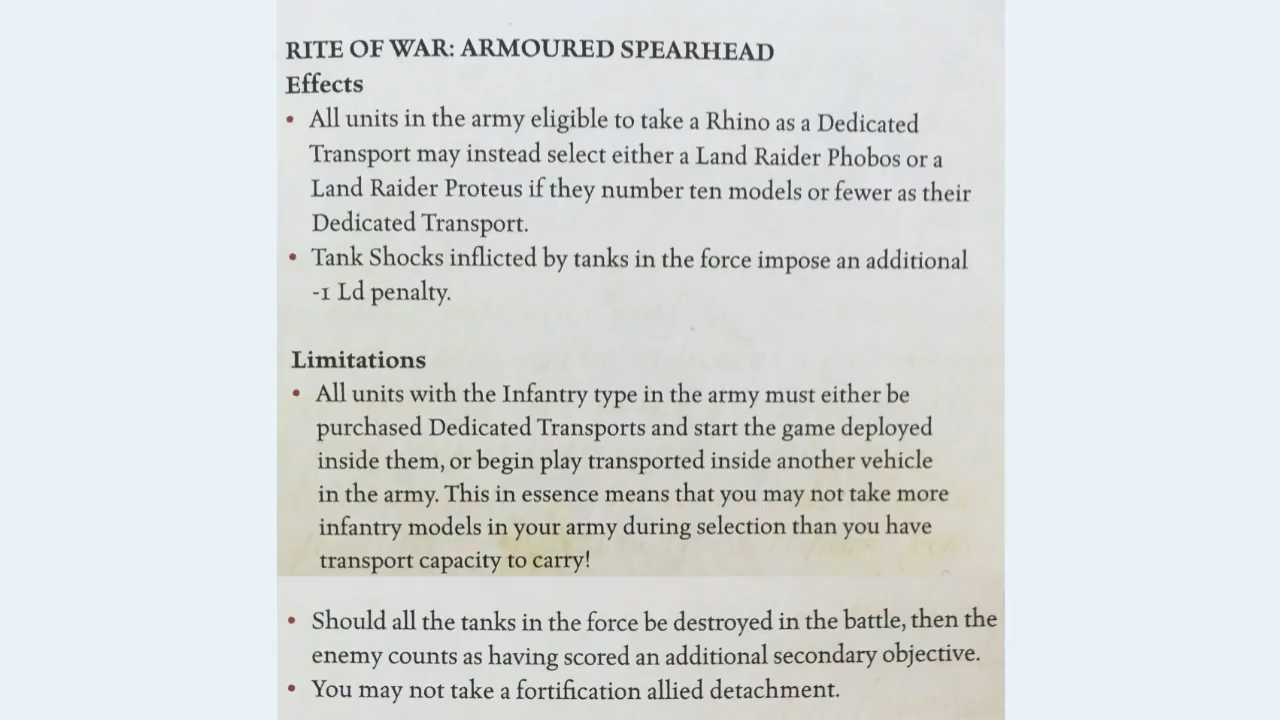 RITE OF WAR: ARMOURED SPEARHEAD
Effects
• All units in the army eligible to take a Rhino as a Dedicated
Transport may instead select either a Land Raider Phobos or a
Land Raider Proteus if they number ten models or fewer as their
Dedicated Transport.
• Tank Shocks inflicted by tanks in the force impose an additional
-1 Ld penalty.
Limitations
• All units with the Infantry type in the army must either be
purchased Dedicated Transports and start the game deployed
inside them, or begin play transported inside another vehicle
in the army. This in essence means that you may not take more
infantry models in your army during selection than you have
transport capacity to carry!
• Should all the tanks in the force be destroyed in the battle, then the
enemy counts as having scored an additional secondary objective.
• You may not take a fortification allied detachment.